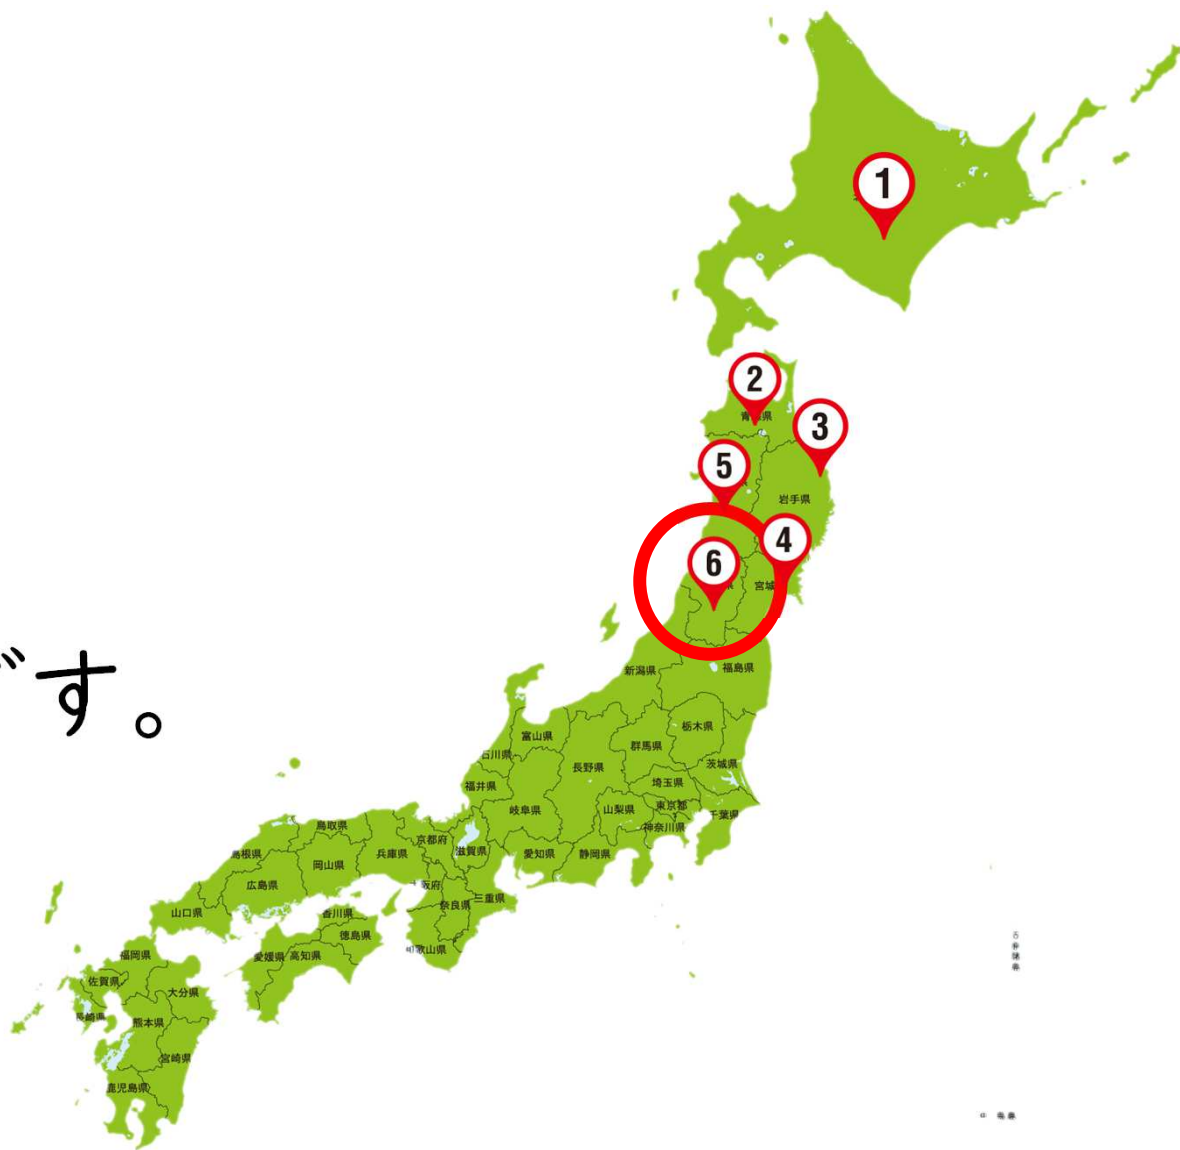 1
2
青森県
3
5
岩手県
4
6
宮城
福島県
新潟県
です。
栃木県
富山県
群馬県
石川県
茨城県
長野県
埼玉県
福井県
東京都
岐阜県
山梨県
千葉県
神奈川県
鳥取県
京都府
兵庫県
滋賀県
愛知県
静岡県
島根県
岡山県
広島県
阪府
三重県
奈良県
山口県
香川県
徳島県
歌山県
愛媛県
高知県
福岡県
佐賀県
大分県
長崎県
熊本県
宮崎県
鹿児島県